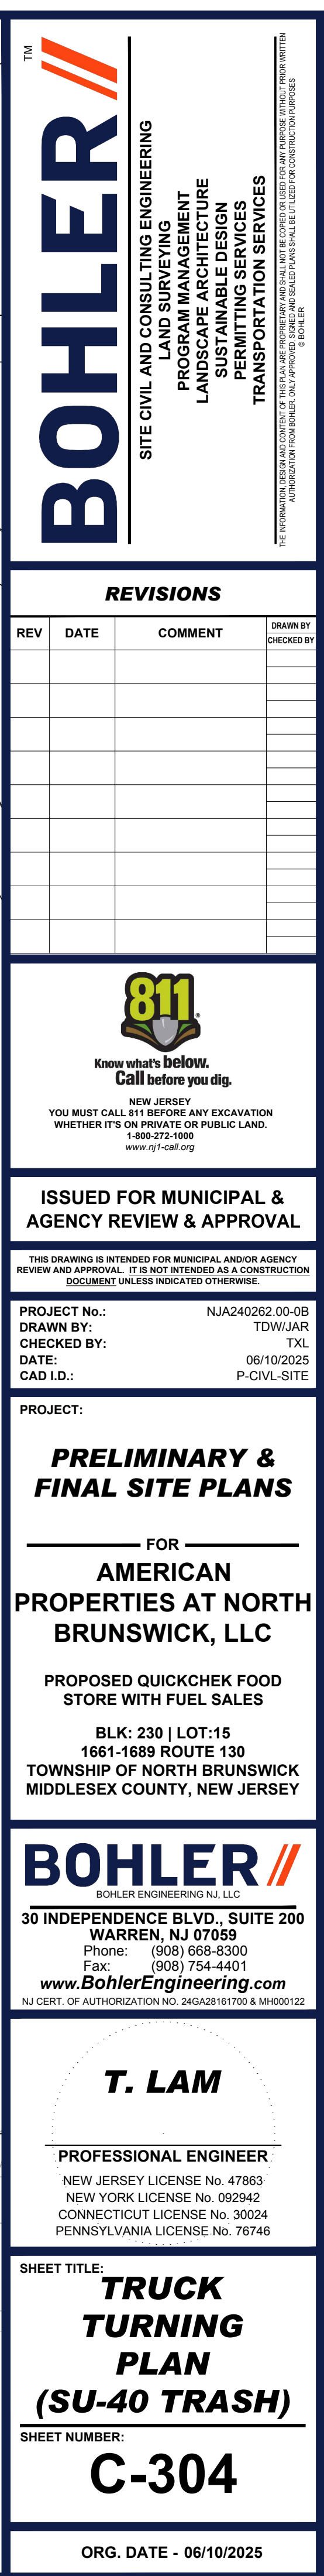 BOHLER //
TM
SITE CIVIL AND CONSULTING ENGINEERING
LAND SURVEYING
PROGRAM MANAGEMENT
LANDSCAPE ARCHITECTURE
SUSTAINABLE DESIGN
PERMITTING SERVICES
TRANSPORTATION SERVICES
THE INFORMATION, DESIGN AND CONTENT OF THIS PLAN ARE PROPRIETARY AND SHALL NOT BE COPIED OR USED FOR ANY PURPOSE WITHOUT PRIOR WRITTEN
AUTHORIZATION FROM BOHLER. ONLY APPROVED, SIGNED AND SEALED PLANS SHALL BE UTILIZED FOR CONSTRUCTION PURPOSES
© BOHLER
REVISIONS
REV DATE COMMENT DRAWN BY
CHECKED BY
811®
Know what's below.
Call before you dig.
NEW JERSEY
YOU MUST CALL 811 BEFORE ANY EXCAVATION
WHETHER IT'S ON PRIVATE OR PUBLIC LAND.
1-800-272-1000
www.nj1-call.org
ISSUED FOR MUNICIPAL &
AGENCY REVIEW & APPROVAL
THIS DRAWING IS INTENDED FOR MUNICIPAL AND/OR AGENCY
REVIEW AND APPROVAL. IT IS NOT INTENDED AS A CONSTRUCTION
DOCUMENT UNLESS INDICATED OTHERWISE.
PROJECT No.: NJA240262.00-0B
DRAWN BY: TDW/JAR
CHECKED BY: TXL
DATE: 06/10/2025
CAD I.D.: P-CIVL-SITE
PROJECT:
PRELIMINARY &
FINAL SITE PLANS
FOR
AMERICAN
PROPERTIES AT NORTH
BRUNSWICK, LLC
PROPOSED QUICKCHEK FOOD
STORE WITH FUEL SALES
BLK: 230 | LOT:15
1661-1689 ROUTE 130
TOWNSHIP OF NORTH BRUNSWICK
MIDDLESEX COUNTY, NEW JERSEY
BOHLER //
BOHLER ENGINEERING NJ, LLC
30 INDEPENDENCE BLVD., SUITE 200
WARREN, NJ 07059
Phone: (908) 668-8300
Fax: (908) 754-4401
www.BohlerEngineering.com
NJ CERT. OF AUTHORIZATION NO. 24GA28161700 & MH000122
T. LAM
PROFESSIONAL ENGINEER
NEW JERSEY LICENSE No. 47863
NEW YORK LICENSE No. 092942
CONNECTICUT LICENSE No. 30024
PENNSYLVANIA LICENSE No. 76746
SHEET TITLE:
TRUCK
TURNING
PLAN
(SU-40 TRASH)
SHEET NUMBER:
C-304
ORG. DATE - 06/10/2025